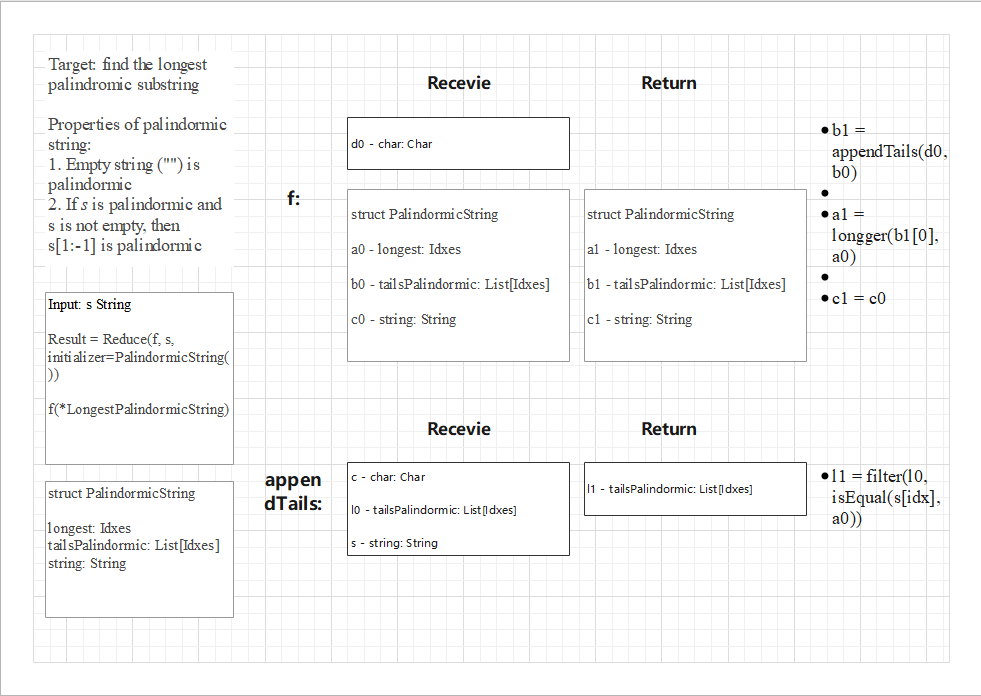 Target: find the longest
palindromic substring
Properties of palindormic
string:
1. Empty string ("") is
palindormic
2. If s is palindormic and
s is not empty, then
s[1:-1] is palindormic
Input: s String
Result = Reduce(f, s,
initializer=PalindormicString(
))
f(*LongestPalindormicString)
struct PalindormicString
longest: Idxes
tailsPalindormic: List[Idxes]
string: String
Recevie
Return
f:
d0 - char: Char
struct PalindormicString
a0 - longest: Idxes
b0 - tailsPalindormic: List[Idxes]
c0 - string: String
struct PalindormicString
a1 - longest: Idxes
b1 - tailsPalindormic: List[Idxes]
c1 - string: String
● b1 =
appendTails(d0,
b0)
●
● a1 =
longger(b1[0],
a0)
●
● c1 = c0
Recevie
Return
appen
dTails:
c - char: Char
l0 - tailsPalindormic: List[Idxes]
s - string: String
l1 - tailsPalindormic: List[Idxes]
● l1 = filter(l0,
isEqual(s[idx],
a0))